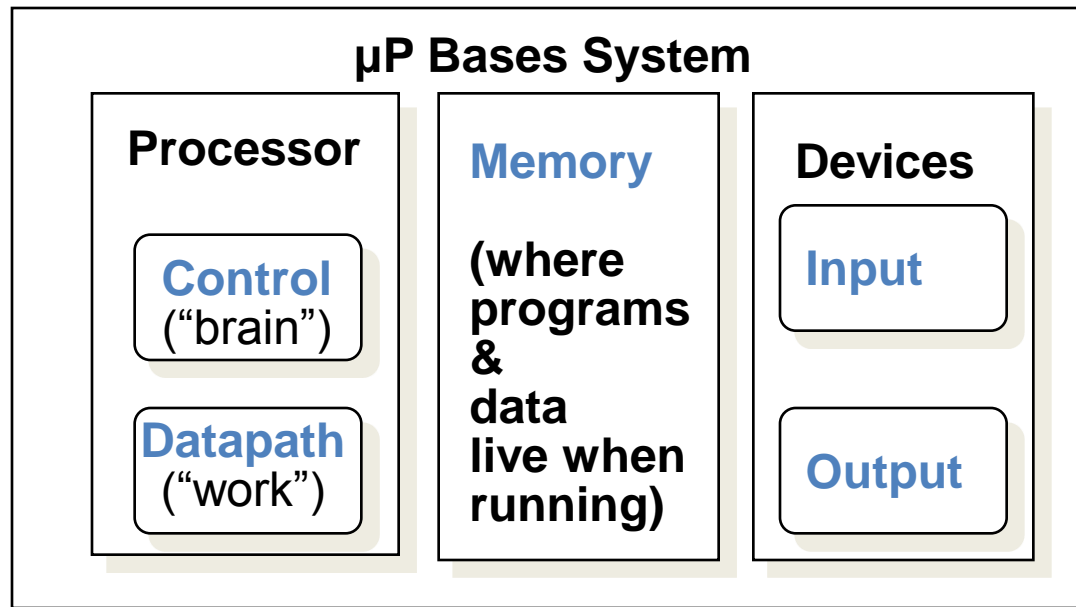 µP Bases System
Processor
Control
(“brain”)
Datapath
(“work”)
Memory
(where
programs
&
data
live when
running)
Devices
Input
Output